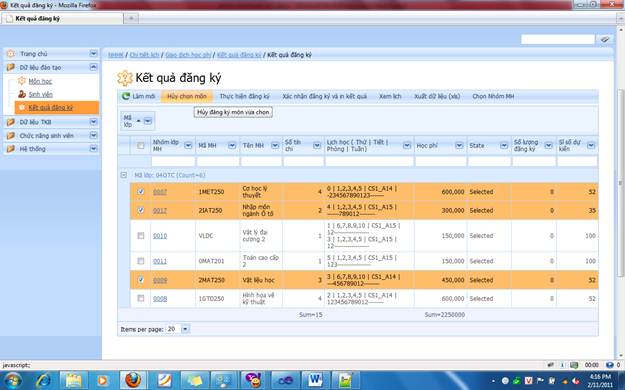 Kết quả đăng ký - Mozilla Firefox
Kết quả đăng ký
NHHK / Chi tiết lịch / Giao dịch học phí / Kết quả đăng ký / Kết quả đăng ký
Trang chủ
Dữ liệu đào tạo
Môn học
Sinh viên
Kết quả đăng ký
Dữ liệu TKB
Chức năng sinh viên
Hệ thống
Kết quả đăng ký
Làm mới Hủy chọn môn Thực hiện đăng ký Xác nhận đăng ký và in kết quả Xem lịch Xuất dữ liệu (xls) Chọn Nhóm MH
Hủy đăng ký môn vừa chọn
Mã lớp
Nhóm lớp MH Mã MH Tên MH Số tín chỉ Lịch học ( Thứ | Tiết | Phòng | Tuần) Học phí State Số lượng đăng ký Sĩ số dự kiến
Mã lớp: 04OTC (Count=6)
0007 1MET250 Cơ học lý thuyết 4 0 | 1,2,3,4,5 | CS1_A14 | -234567890123------- 600,000 Selected 0 52
0017 2IAT250 Nhập môn ngành Ô tô 2 4 | 1,2,3,4,5 | CS1_A15 | ------789012------- 300,000 Selected 0 35
0010 VLDC Vật lý đại cương 2 1 1 | 6,7,8,9,10 | CS1_A15 |
12-----------------
3 | 1,2,3,4,5 | CS1_A15 |
12----------------- 150,000 Selected 0 100
0011 0MAT201 Toán cao cấp 2 1 5 | 1,2,3,4,5 | CS1_A15 | 123---------------- 150,000 Selected 0 100
0009 2MAT250 Vật liệu học 3 3 | 6,7,8,9,10 | CS1_A14 | ---456789012------- 450,000 Selected 0 52
0008 1GTD250 Hình họa vẽ kỹ thuật 4 2 | 1,2,3,4,5 | CS1_A14 | 123456789012------- 600,000 Selected 0 52
Sum=15 Sum=2250000
Items per page: 20
javascript:;
00:00 0
4:16 PM
2/11/2011